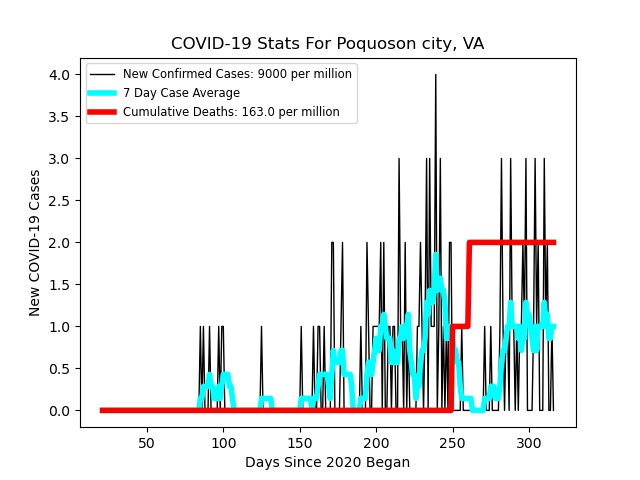 COVID-19 Stats For Poquoson city, VA
New Confirmed Cases: 9000 per million
7 Day Case Average
Cumulative Deaths: 163.0 per million
New COVID-19 Cases
4.0
3.5
3.0
2.5
2.0
1.5
1.0
0.5
0.0
50 100 150 200 250 300
Days Since 2020 Began